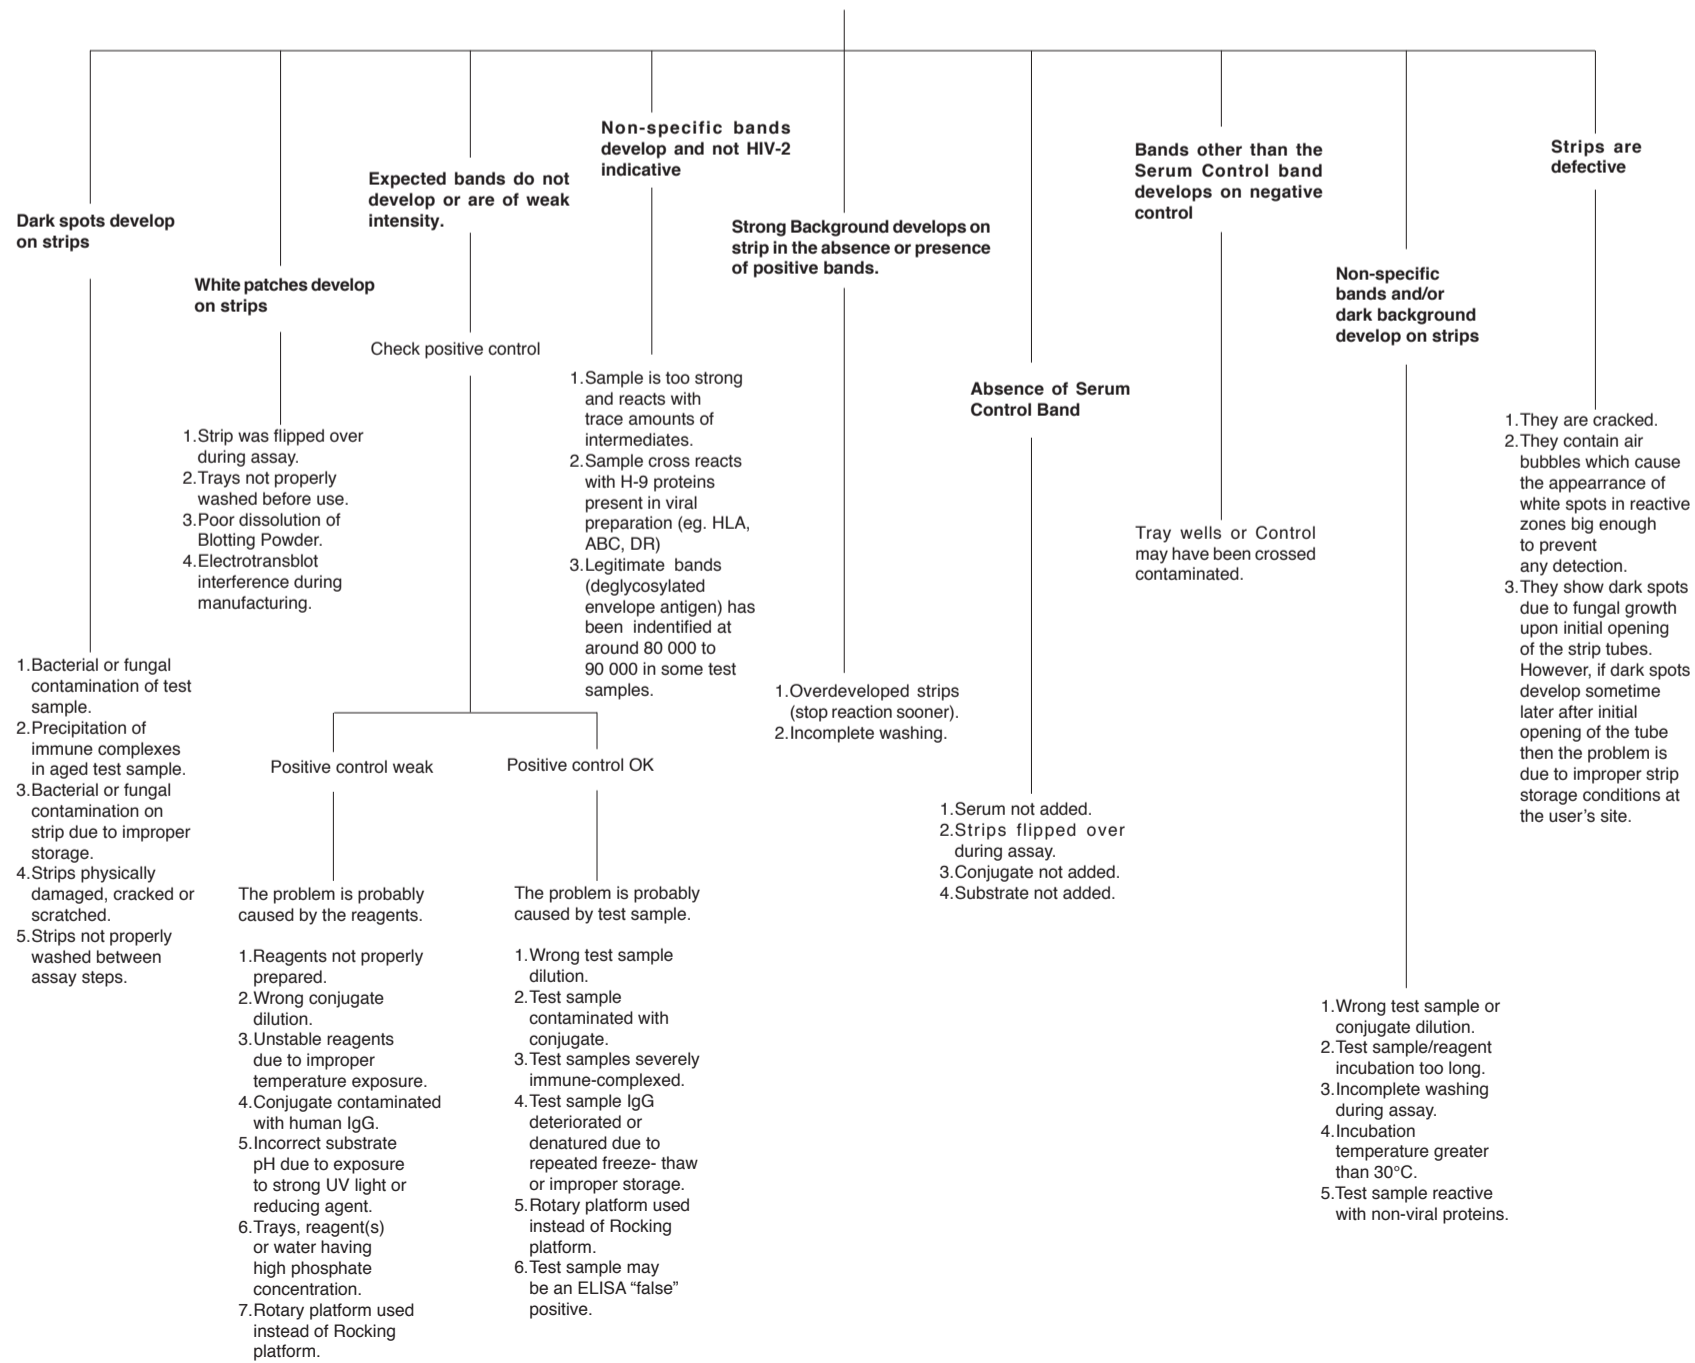 Dark spots develop
on strips
1.Bacterial or fungal
contamination of test
sample.
2.Precipitation of
immune complexes
in aged test sample.
3.Bacterial or fungal
contamination on
strip due to improper
storage.
4.Strips physically
damaged, cracked or
scratched.
5.Strips not properly
washed between
assay steps.
White patches develop
on strips
1.Strip was flipped over
during assay.
2.Trays not properly
washed before use.
3.Poor dissolution of
Blotting Powder.
4.Electrotransblot
interference during
manufacturing.
Expected bands do not
develop or are of weak
intensity.
Check positive control
Positive control weak
The problem is probably
caused by the reagents.
1.Reagents not properly
prepared.
2.Wrong conjugate
dilution.
3.Unstable reagents
due to improper
temperature exposure.
4.Conjugate contaminated
with human IgG.
5.Incorrect substrate
pH due to exposure
to strong UV light or
reducing agent.
6.Trays, reagent(s)
or water having
high phosphate
concentration.
7.Rotary platform used
instead of Rocking
platform.
Positive control OK
The problem is probably
caused by test sample.
1.Wrong test sample
dilution.
2.Test sample
contaminated with
conjugate.
3.Test samples severely
immune-complexed.
4.Test sample IgG
deteriorated or
denatured due to
repeated freeze- thaw
or improper storage.
5.Rotary platform used
instead of Rocking
platform.
6.Test sample may
be an ELISA “false”
positive.
Non-specific bands
develop and not HIV-2
indicative
1.Sample is too strong
and reacts with
trace amounts of
intermediates.
2.Sample cross reacts
with H-9 proteins
present in viral
preparation (eg. HLA,
ABC, DR)
3.Legitimate bands
(deglycosylated
envelope antigen) has
been indentified at
around 80 000 to
90 000 in some test
samples.
Strong Background develops on
strip in the absence or presence
of positive bands.
1.Overdeveloped strips
(stop reaction sooner).
2.Incomplete washing.
Absence of Serum
Control Band
1.Serum not added.
2.Strips flipped over
during assay.
3.Conjugate not added.
4.Substrate not added.
Bands other than the
Serum Control band
develops on negative
control
Tray wells or Control
may have been crossed
contaminated.
Non-specific
bands and/or
dark background
develop on strips
1.Wrong test sample or
conjugate dilution.
2.Test sample/reagent
incubation too long.
3.Incomplete washing
during assay.
4.Incubation
temperature greater
than 30°C.
5.Test sample reactive
with non-viral proteins.
Strips are
defective
1.They are cracked.
2.They contain air
bubbles which cause
the appearrance of
white spots in reactive
zones big enough
to prevent
any detection.
3.They show dark spots
due to fungal growth
upon initial opening
of the strip tubes.
However, if dark spots
develop sometime
later after initial
opening of the tube
then the problem is
due to improper strip
storage conditions at
the user’s site.